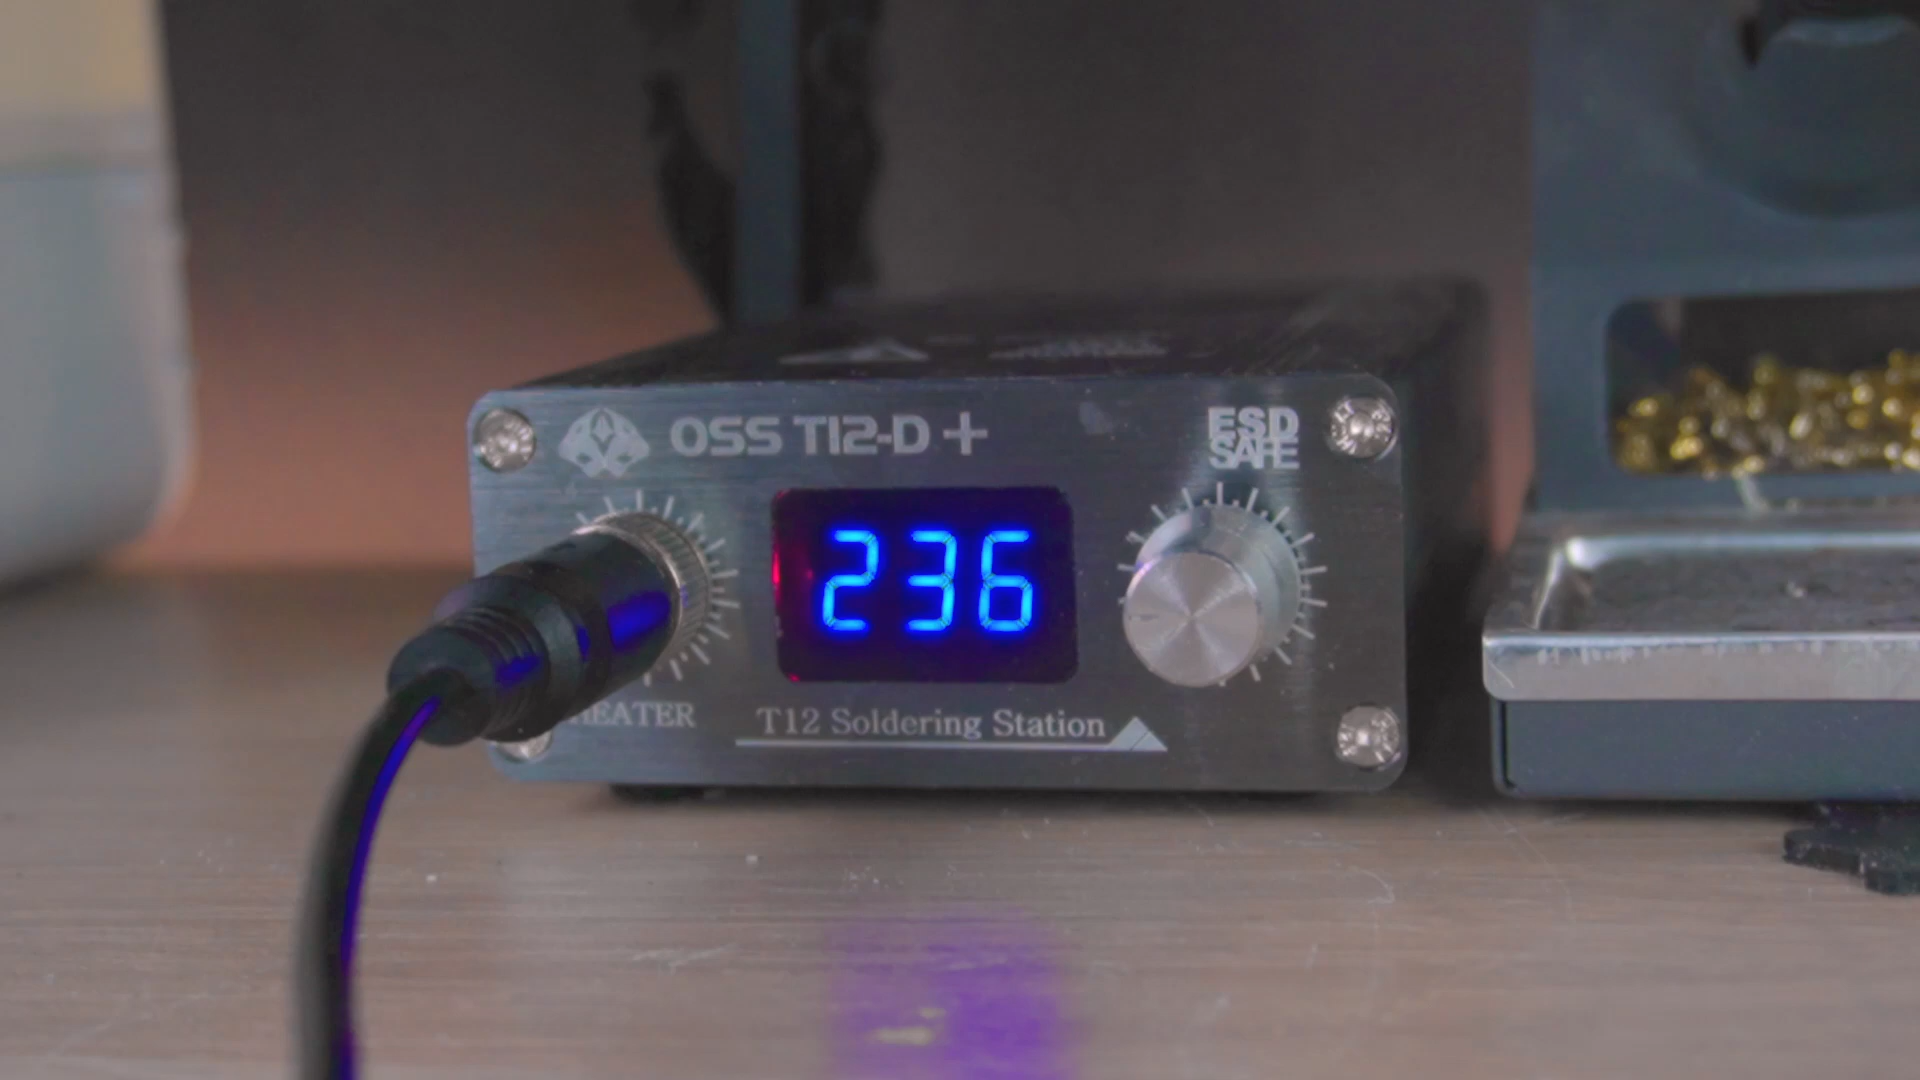 OSS T12-D+
ESD
SAFE
236
HEATER
T12 Soldering Station